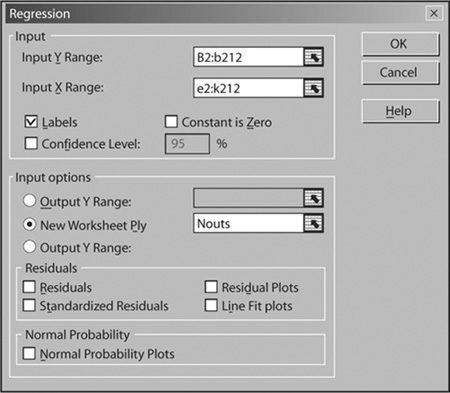 Regression
Input
Input Y Range:
B2:b212
Input X Range:
e2:k212
Labels
Constant is Zero
Confidence Level:
95
%
OK
Cancel
Help
Input options
Output Y Range:
New Worksheet Ply
Nouts
Output Y Range:
Residuals
Residuals
Residual Plots
Standardized Residuals
Line Fit plots
Normal Probability
Normal Probability Plots